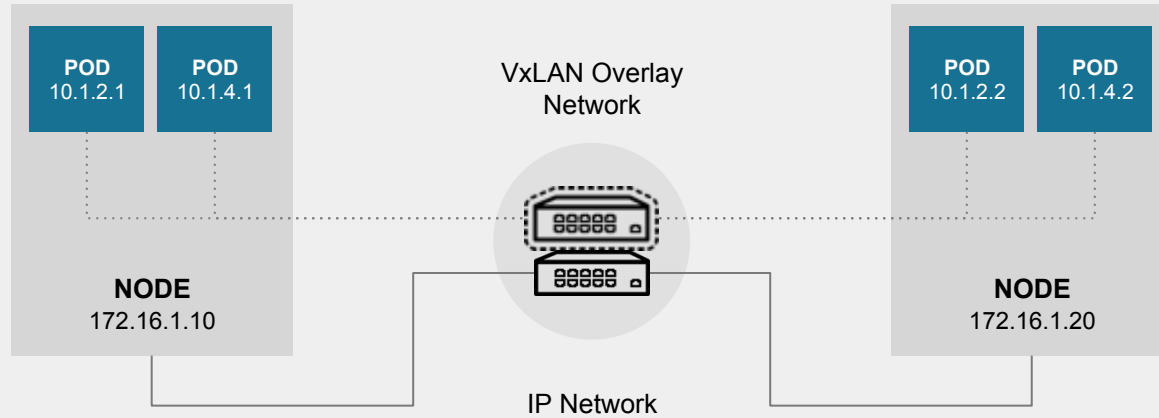 POD
10.1.2.1
POD
10.1.4.1
VxLAN Overlay
Network
POD
10.1.2.2
POD
10.1.4.2
NODE
172.16.1.10
NODE
172.16.1.20
IP Network